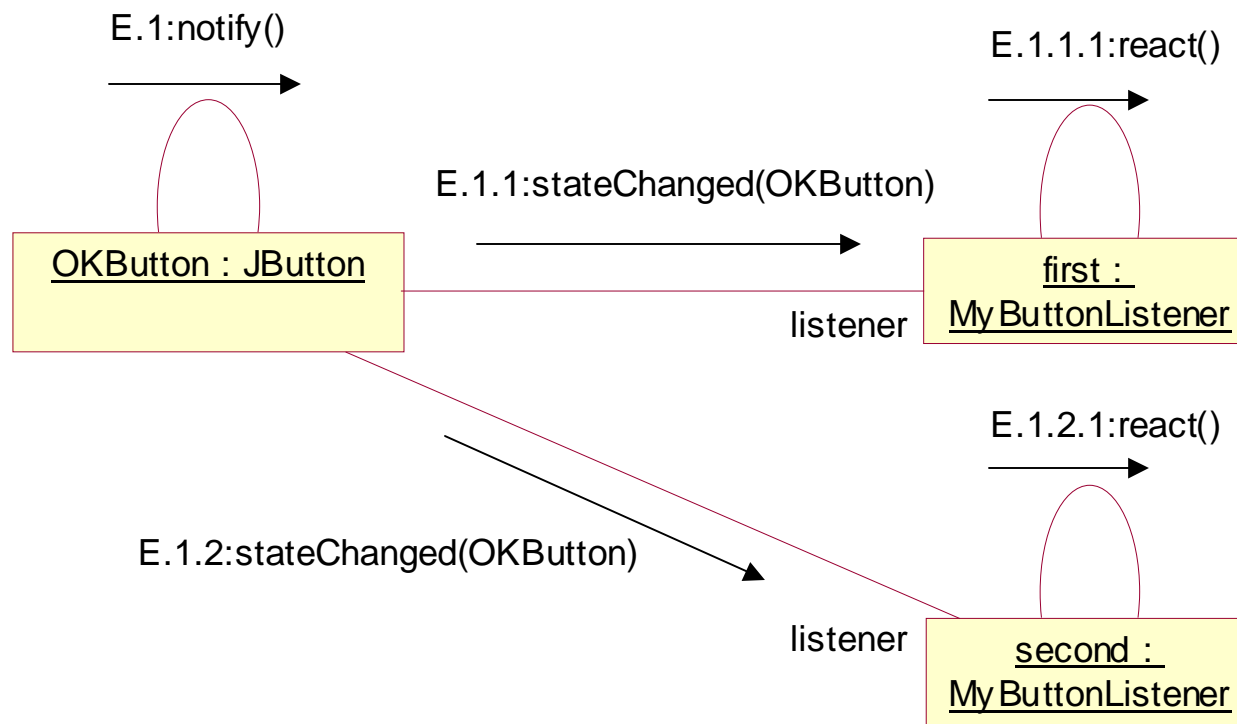 E.1:notify()
E.1.1.1:react()
E.1.1:stateChanged(OKButton)
OKButton : JButton
first :
MyButtonListener
listener
E.1.2.1:react()
E.1.2:stateChanged(OKButton)
listener
second :
MyButtonListener